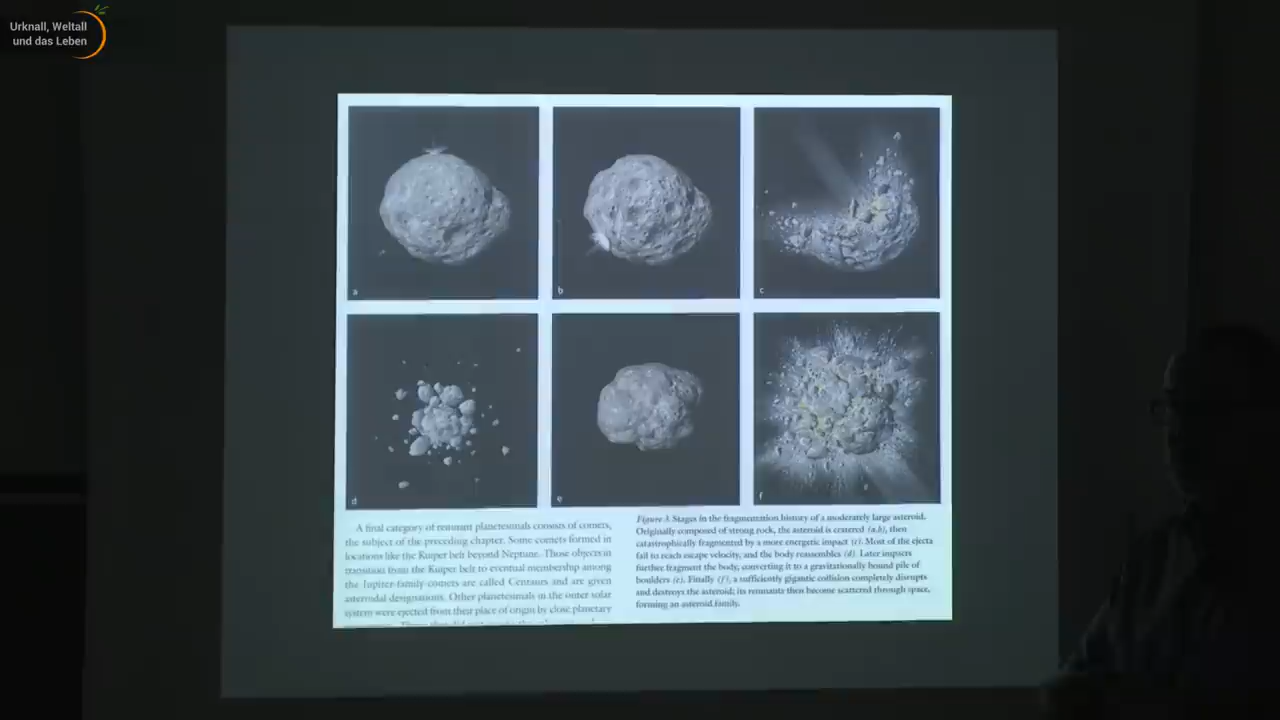 Urknall, Weltall
und das Leben
a
b
c
d
e
f
A final category of remnant planetesimals consists of comets,
the subject of the preceding chapter. Some comets formed in
locations like the Kuiper belt beyond Neptune. Those objects in
transition from the Kuiper belt to eventual membership among
the Jupiter-family comets are called Centaurs and are given
asteroidal designations. Other planetesimals in the outer solar
system were ejected from their place of origin by close planetary
Figure 3. Stages in the fragmentation history of a moderately large asteroid.
Originally composed of strong rock, the asteroid is cratered (a,b), then
catastrophically fragmented by a more energetic impact (c). Most of the ejecta
fail to reach escape velocity, and the body reassembles (d). Later impacts
further fragment the body, converting it to a gravitationally bound pile of
boulders (e). Finally (f), a sufficiently gigantic collision completely disrupts
and destroys the asteroid; its remnants then become scattered through space,
forming an asteroid family.